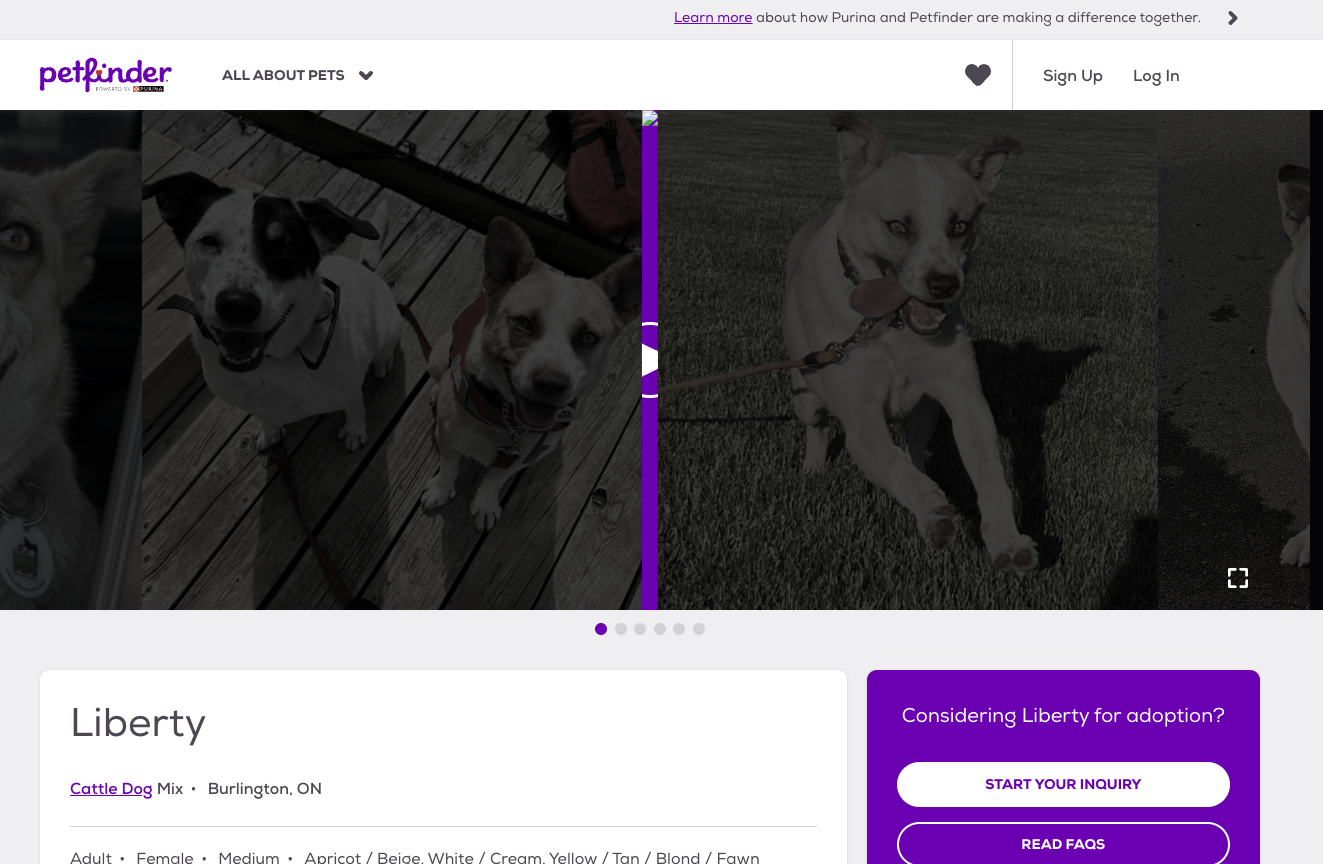 Learn more about how Purina and Petfinder are making a difference together.
petfinder
POWERED BY PURINA
ALL ABOUT PETS
Sign Up
Log In
Liberty
Cattle Dog Mix • Burlington, ON
Adult • Female • Medium • Apricot / Beige, White / Cream, Yellow / Tan / Blond / Fawn
Considering Liberty for adoption?
START YOUR INQUIRY
READ FAQS